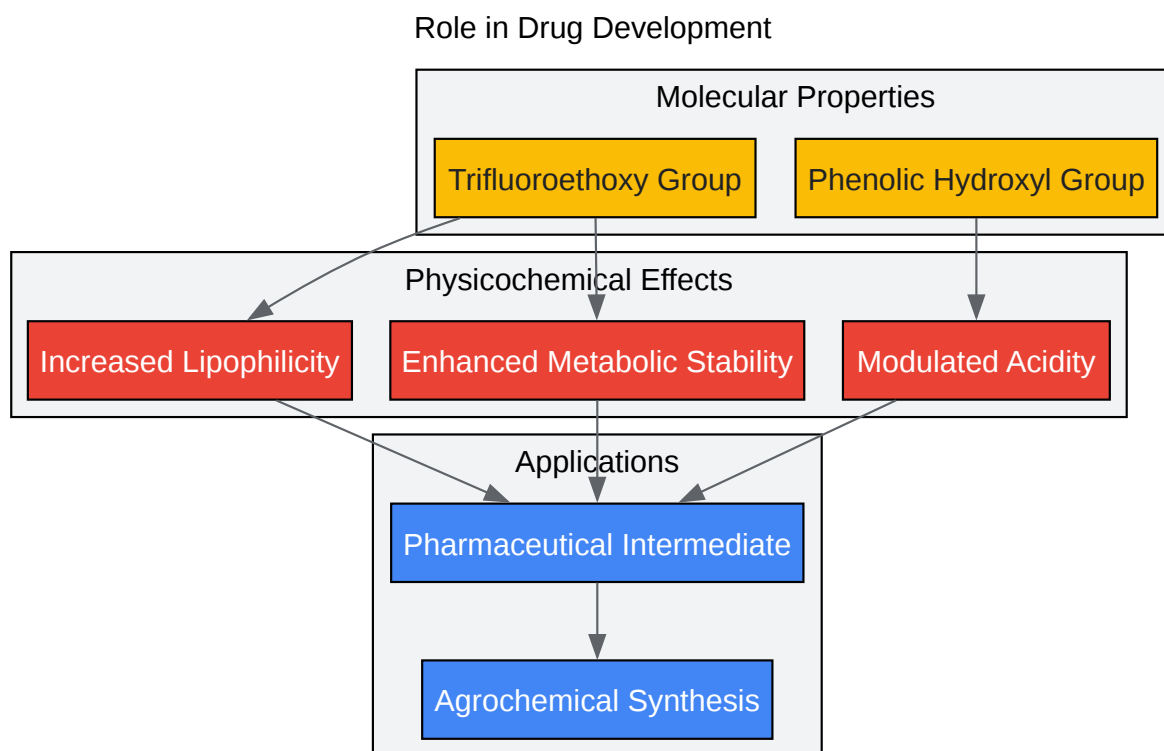 Role in Drug Development
Molecular Properties
Trifluoroethoxy Group
Phenolic Hydroxyl Group
Physicochemical Effects
Increased Lipophilicity
Enhanced Metabolic Stability
Modulated Acidity
Applications
Pharmaceutical Intermediate
Agrochemical Synthesis